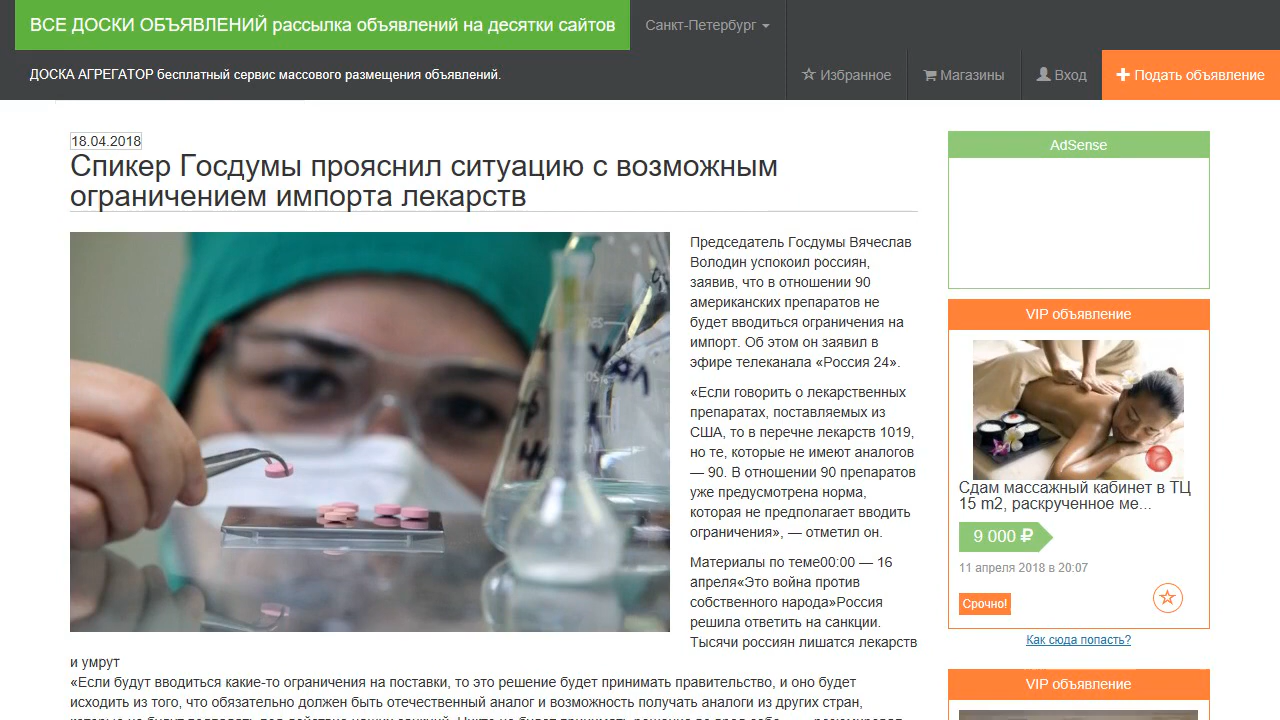 ВСЕ ДОСКИ ОБЪЯВЛЕНИЙ рассылка объявлений на десятки сайтов
Санкт-Петербург
ДОСКА АГРЕГАТОР бесплатный сервис массового размещения объявлений.
Избранное
Магазины
Вход
Подать объявление
18.04.2018
Спикер Госдумы прояснил ситуацию с возможным
ограничением импорта лекарств
Председатель Госдумы Вячеслав
Володин успокоил россиян,
заявив, что в отношении 90
американских препаратов не
будет вводиться ограничения на
импорт. Об этом он заявил в
эфире телеканала «Россия 24».
«Если говорить о лекарственных
препаратах, поставляемых из
США, то в перечне лекарств 1019,
но те, которые не имеют аналогов
— 90. В отношении 90 препаратов
уже предусмотрена норма,
которая не предполагает вводить
ограничения», — отметил он.
Материалы по теме00:00 — 16
апреля«Это война против
собственного народа»Россия
решила ответить на санкции.
Тысячи россиян лишатся лекарств
и умрут
«Если будут вводиться какие-то ограничения на поставки, то это решение будет принимать правительство, и оно будет
исходить из того, что обязательно должен быть отечественный аналог и возможность получать аналоги из других стран,
AdSense
VIP объявление
Сдам массажный кабинет в ТЦ
15 m2, раскрученное ме...
9 000 ₽
11 апреля 2018 в 20:07
Срочно!
Как сюда попасть?
VIP объявление